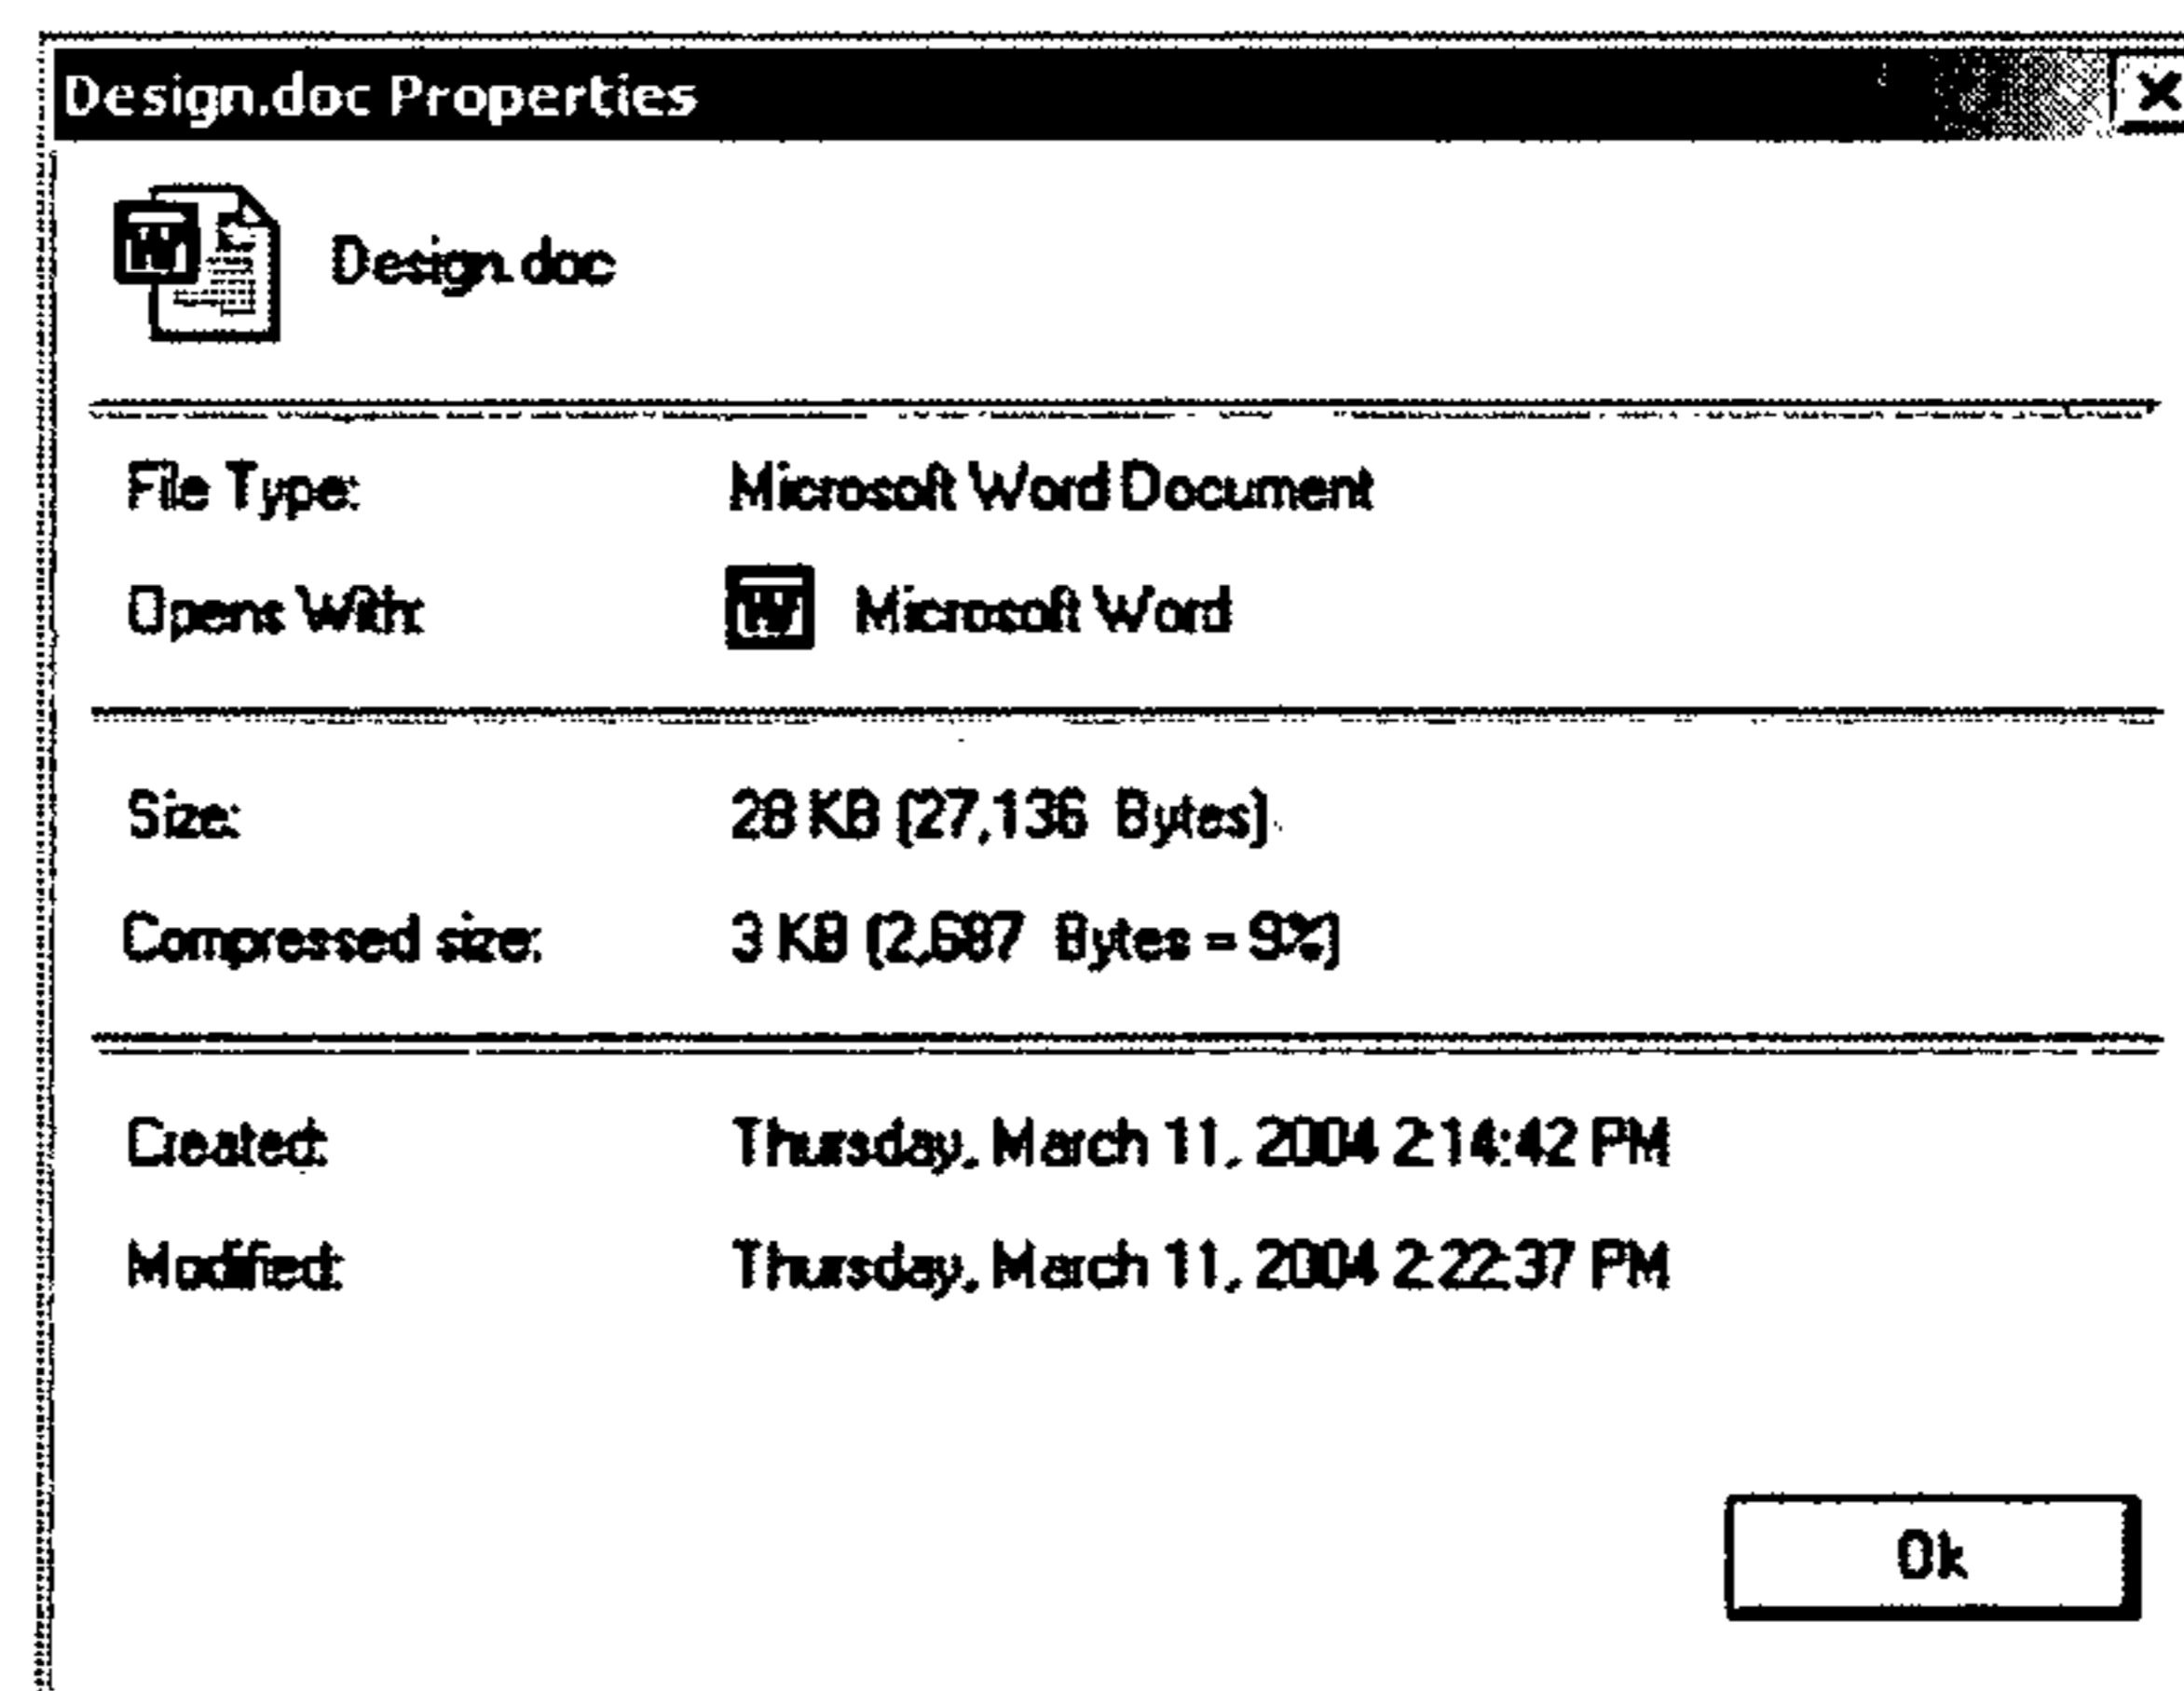 Design.doc Properties
Design.doc
File Type: Microsoft Word Document
Opens With: Microsoft Word
Size: 28 KB (27,136 Bytes)
Compressed size: 3 KB (2,687 Bytes = 9%)
Created: Thursday, March 11, 2004 2:14:42 PM
Modified: Thursday, March 11, 2004 2:22:37 PM
Ok